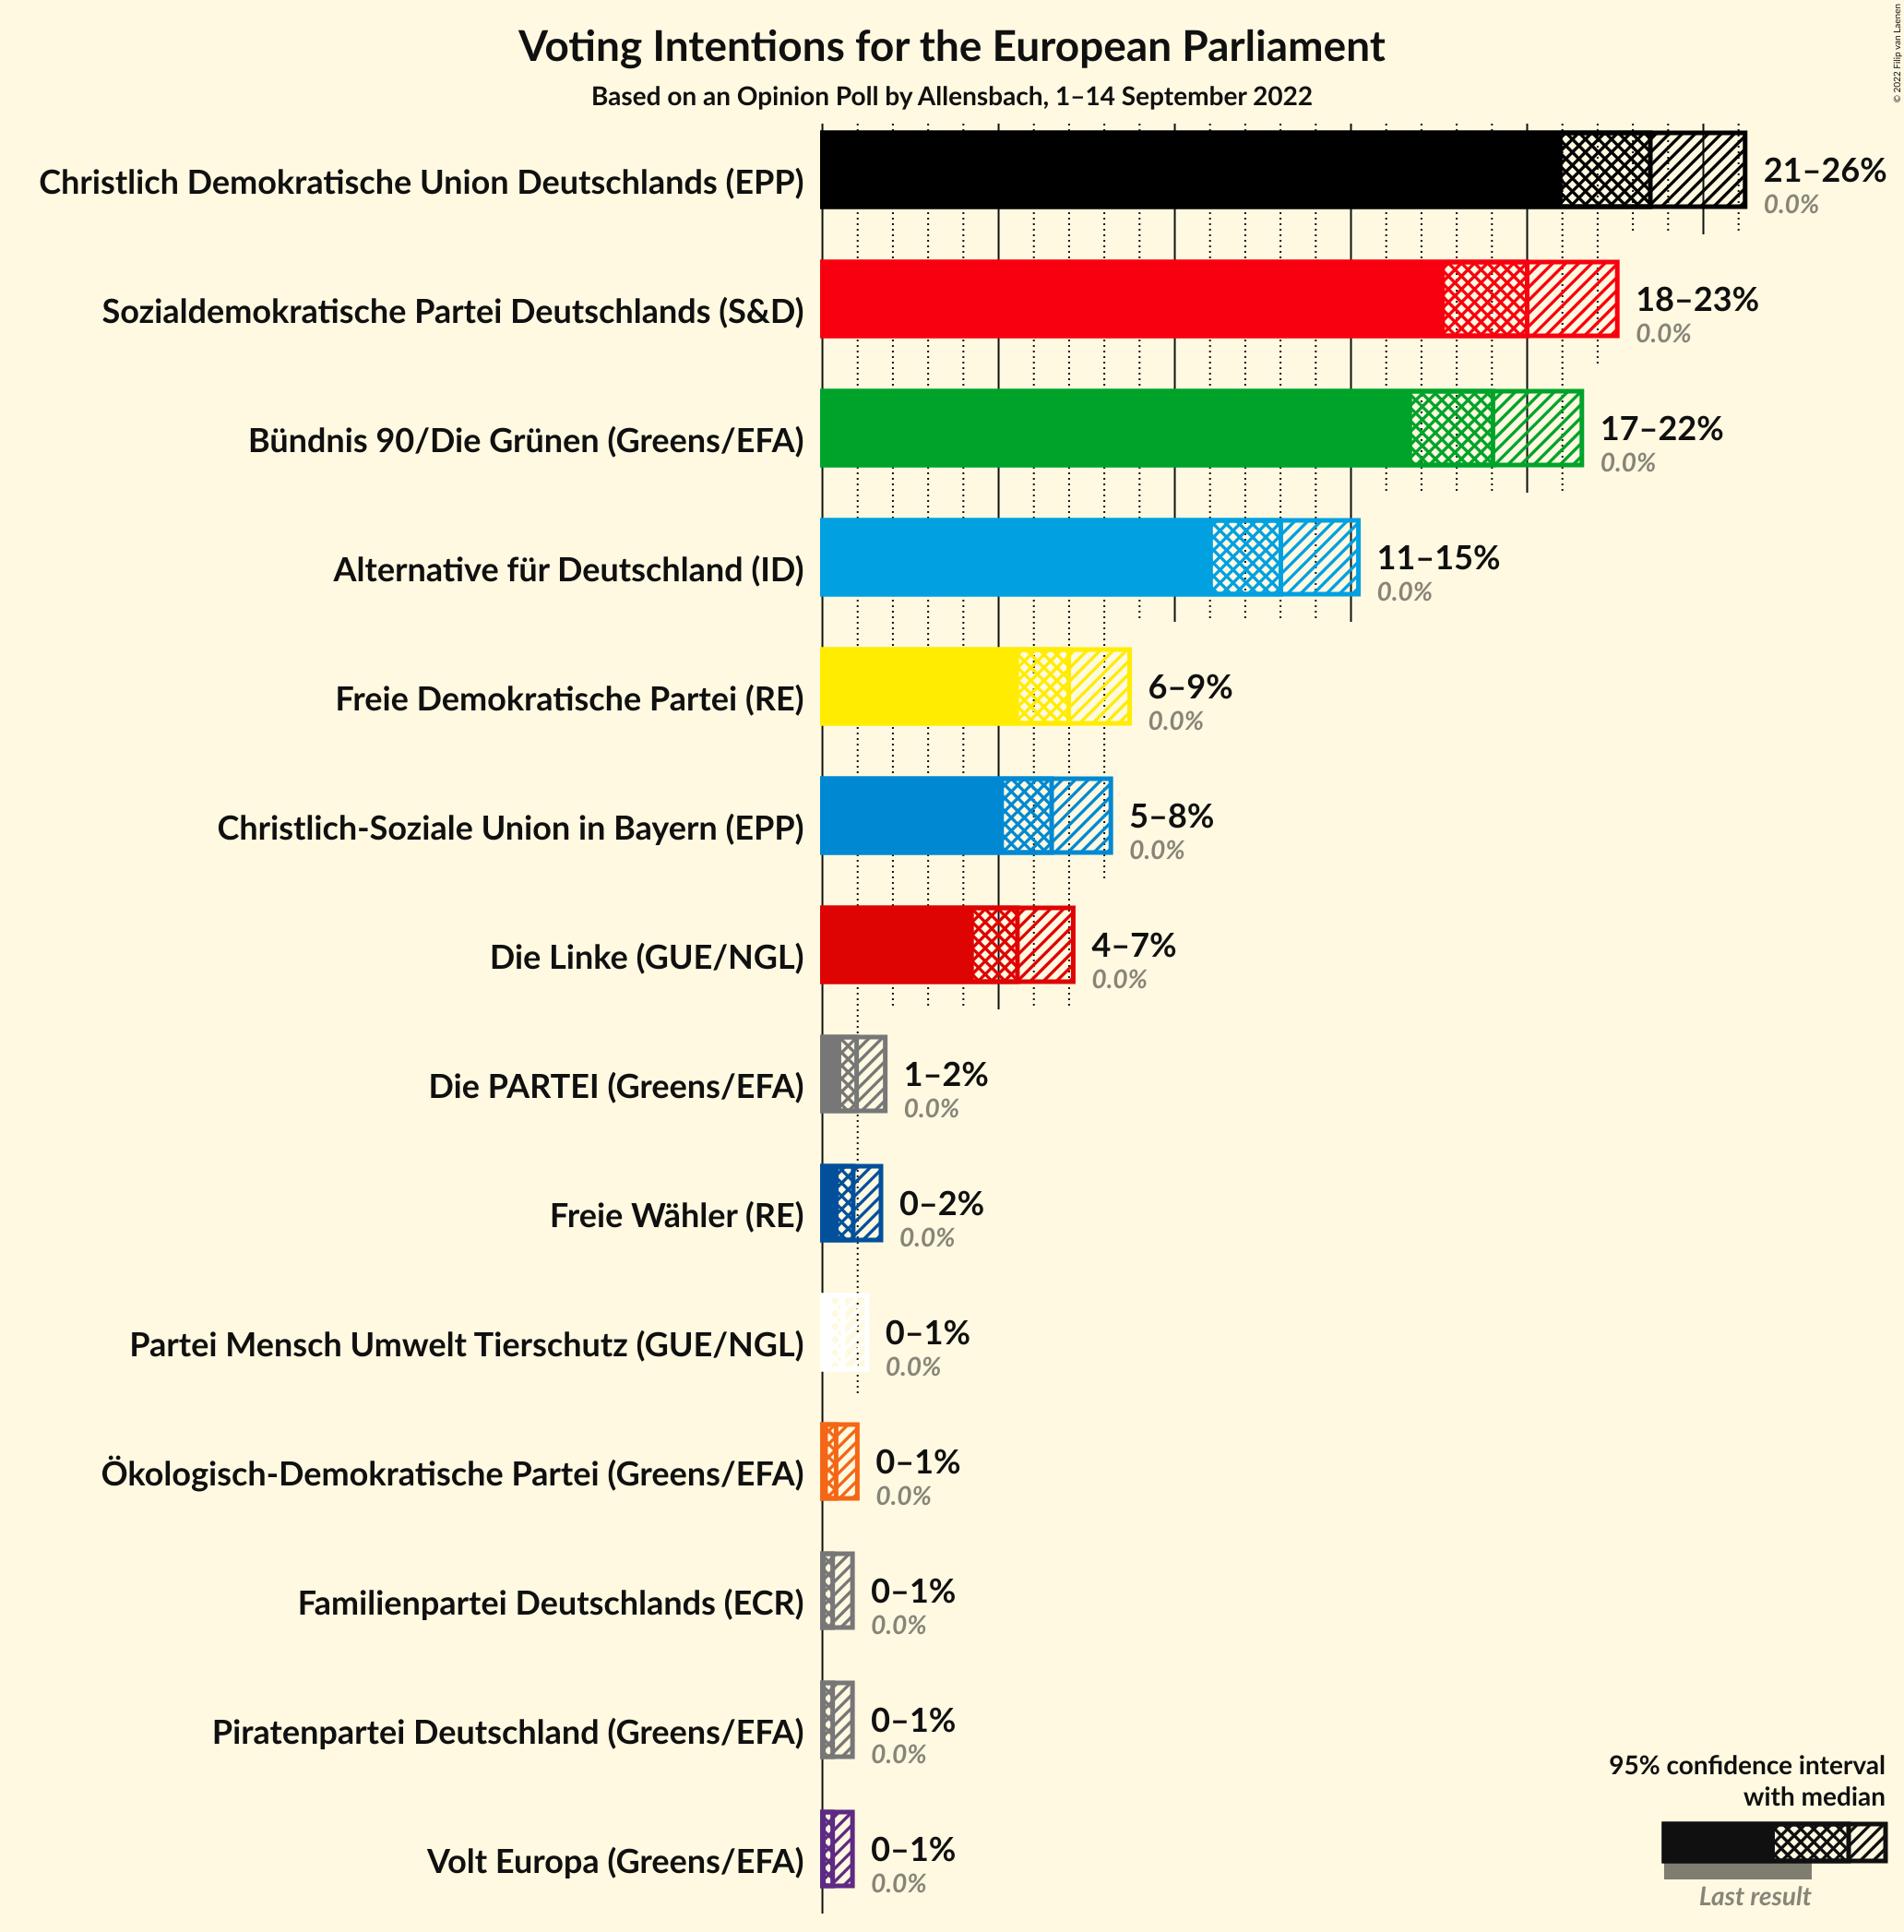 © 2022 Filip van Laenen
Voting Intentions for the European Parliament
Based on an Opinion Poll by Allensbach, 1–14 September 2022
Christlich Demokratische Union Deutschlands (EPP)
21–26%
0.0%
Sozialdemokratische Partei Deutschlands (S&D)
18–23%
0.0%
Bündnis 90/Die Grünen (Greens/EFA)
17–22%
0.0%
Alternative für Deutschland (ID)
11–15%
0.0%
Freie Demokratische Partei (RE)
6–9%
0.0%
Christlich-Soziale Union in Bayern (EPP)
5–8%
0.0%
Die Linke (GUE/NGL)
4–7%
0.0%
Die PARTEI (Greens/EFA)
1–2%
0.0%
Freie Wähler (RE)
0–2%
0.0%
Partei Mensch Umwelt Tierschutz (GUE/NGL)
0–1%
0.0%
Ökologisch-Demokratische Partei (Greens/EFA)
0–1%
0.0%
Familienpartei Deutschlands (ECR)
0–1%
0.0%
Piratenpartei Deutschland (Greens/EFA)
0–1%
0.0%
Volt Europa (Greens/EFA)
0–1%
0.0%
95% confidence interval
with median
Last result